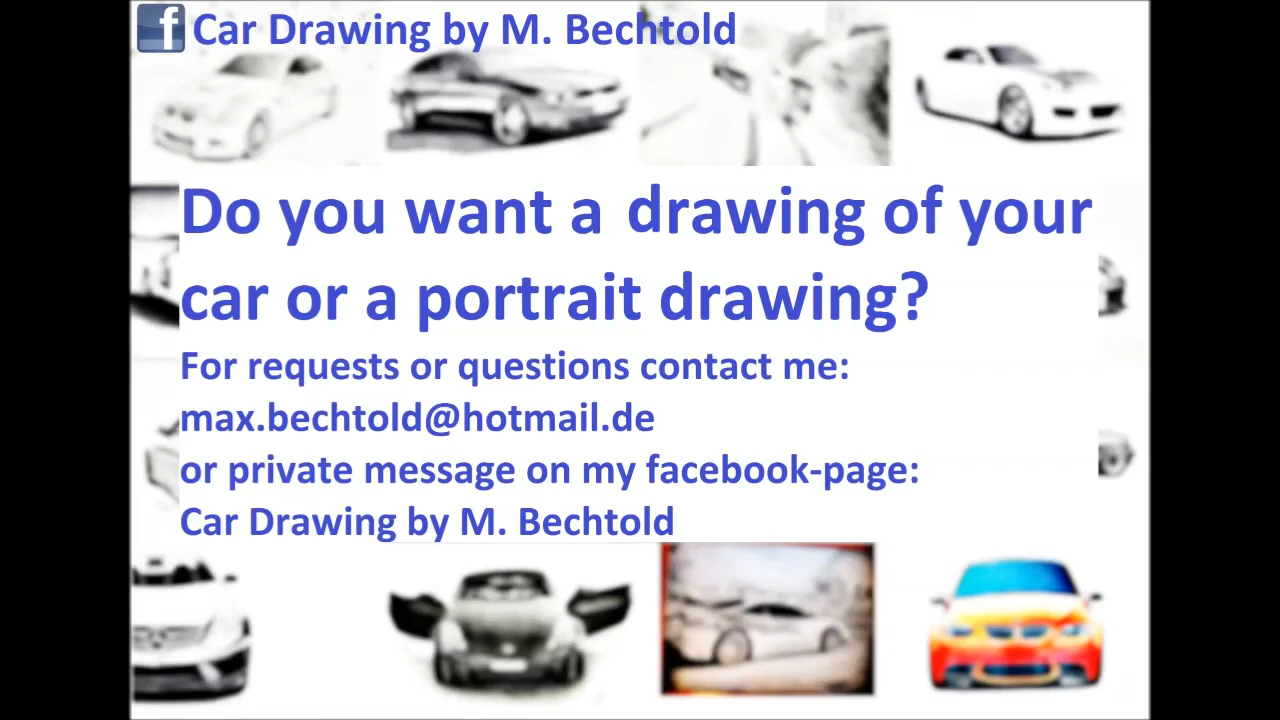 f Car Drawing by M. Bechtold
Do you want a drawing of your
car or a portrait drawing?
For requests or questions contact me:
max.bechtold@hotmail.de
or private message on my facebook-page:
Car Drawing by M. Bechtold